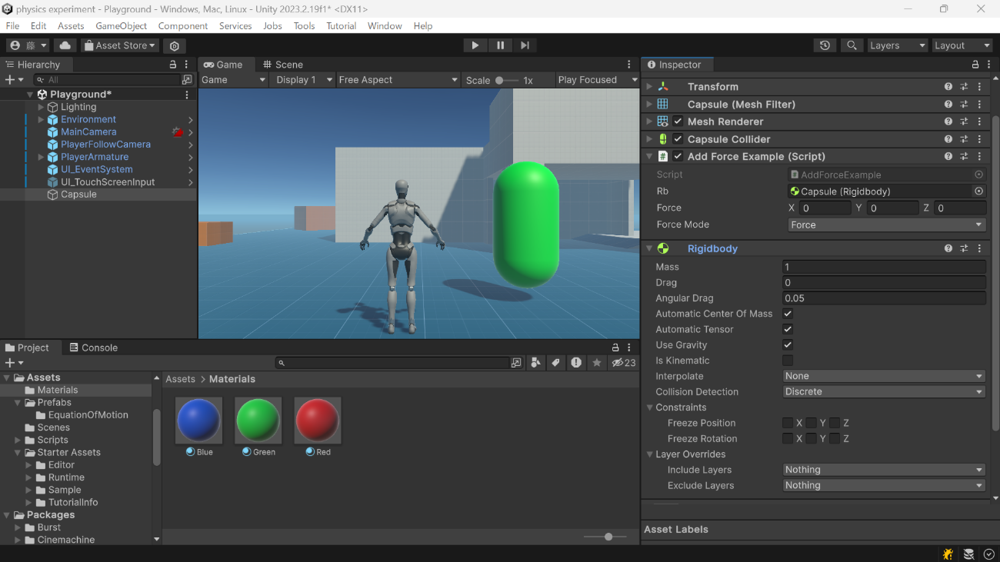 physics experiment - Playground - Windows, Mac, Linux - Unity 2023.2.19f1* <DX11>
File Edit Assets GameObject Component Services Jobs Tools Tutorial Window Help
藤 Asset Store Layers Layout
Hierarchy
All
Playground*
Lighting
Environment
MainCamera
PlayerFollowCamera
PlayerArmature
UI_EventSystem
UI_TouchScreenInput
Capsule
Game Scene
Game Display 1 Free Aspect Scale 1x Play Focused
Inspector
Transform
Capsule (Mesh Filter)
Mesh Renderer
Capsule Collider
# Add Force Example (Script)
Script AddForceExample
Rb Capsule (Rigidbody)
Force X 0 Y 0 Z 0
Force Mode Force
Rigidbody
Mass 1
Drag 0
Angular Drag 0.05
Automatic Center Of Mass
Automatic Tensor
Use Gravity
Is Kinematic
Interpolate None
Collision Detection Discrete
Constraints
Freeze Position X Y Z
Freeze Rotation X Y Z
Layer Overrides
Include Layers Nothing
Exclude Layers Nothing
Asset Labels
Project Console
23
Assets
Materials
Prefabs
EquationOfMotion
Scenes
Scripts
Starter Assets
Editor
Runtime
Sample
TutorialInfo
Packages
Burst
Cinemachine
Assets > Materials
Blue Green Red